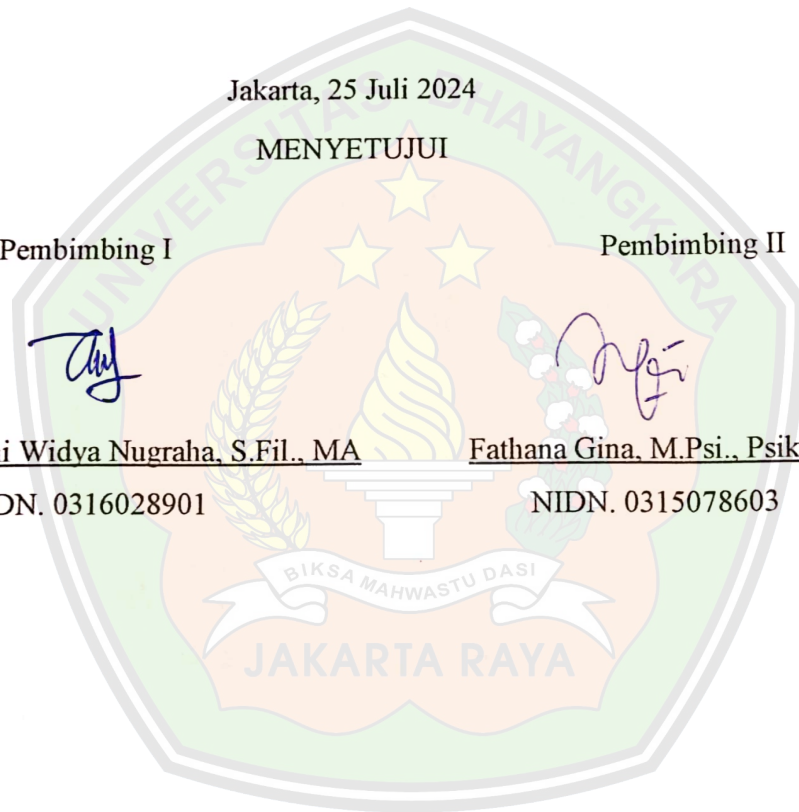 UNIVERSITAS BHAYANGKARA
Jakarta, 25 Juli 2024
MENYETUJUI
Pembimbing I
Pembimbing II
i Widya Nugraha, S.Fil., MA
Fathana Gina, M.Psi., Psik
DN. 0316028901
NIDN. 0315078603
BIKSA MAHWASTU DASI
JAKARTA RAYA